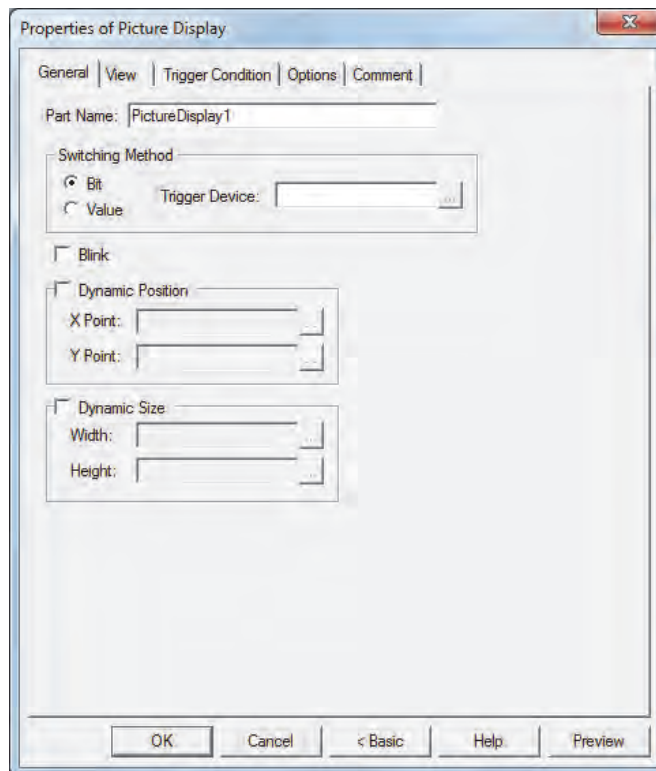 Properties of Picture Display
General View Trigger Condition Options Comment
Part Name: PictureDisplay1
Switching Method
Bit
Trigger Device: ...
Value
Blink
Dynamic Position
X Point: ...
Y Point: ...
Dynamic Size
Width: ...
Height: ...
OK Cancel < Basic Help Preview